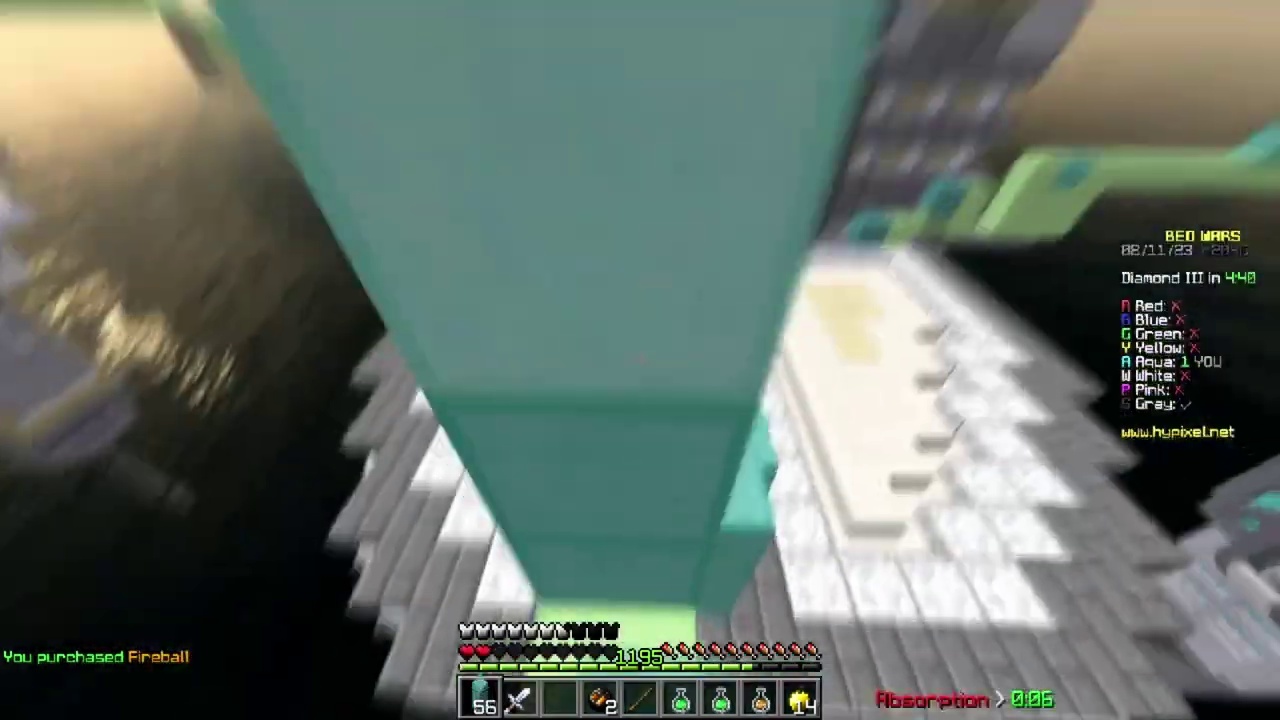 BED WARS
08/11/23
Diamond III in 4:40
R Red: ✗
B Blue: ✗
G Green: ✗
Y Yellow: ✗
A Aqua: 1 YOU
W White: ✗
P Pink: ✗
S Gray: ✓
www.hypixel.net
1195
You purchased Fireball
56
2
14
Absorption > 0:06